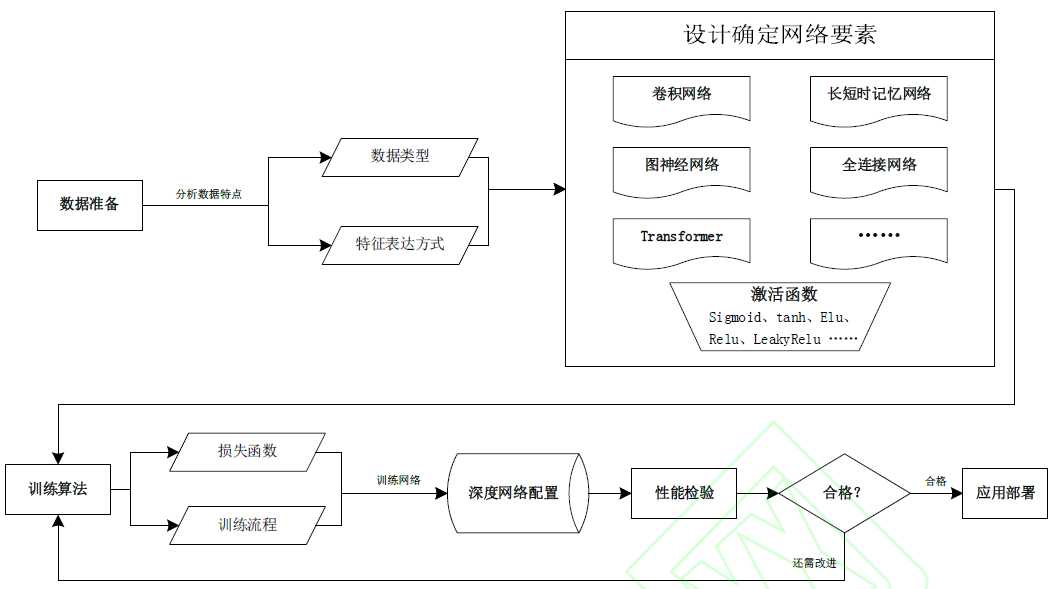 设计确定网络要素
卷积网络
长短时记忆网络
图神经网络
全连接网络
Transformer
……
激活函数
Sigmoid、tanh、Elu、
Relu、LeakyRelu ……
数据准备
分析数据特点
数据类型
特征表达方式
训练算法
损失函数
训练流程
训练网络
深度网络配置
性能检验
合格？
合格
应用部署
还需改进